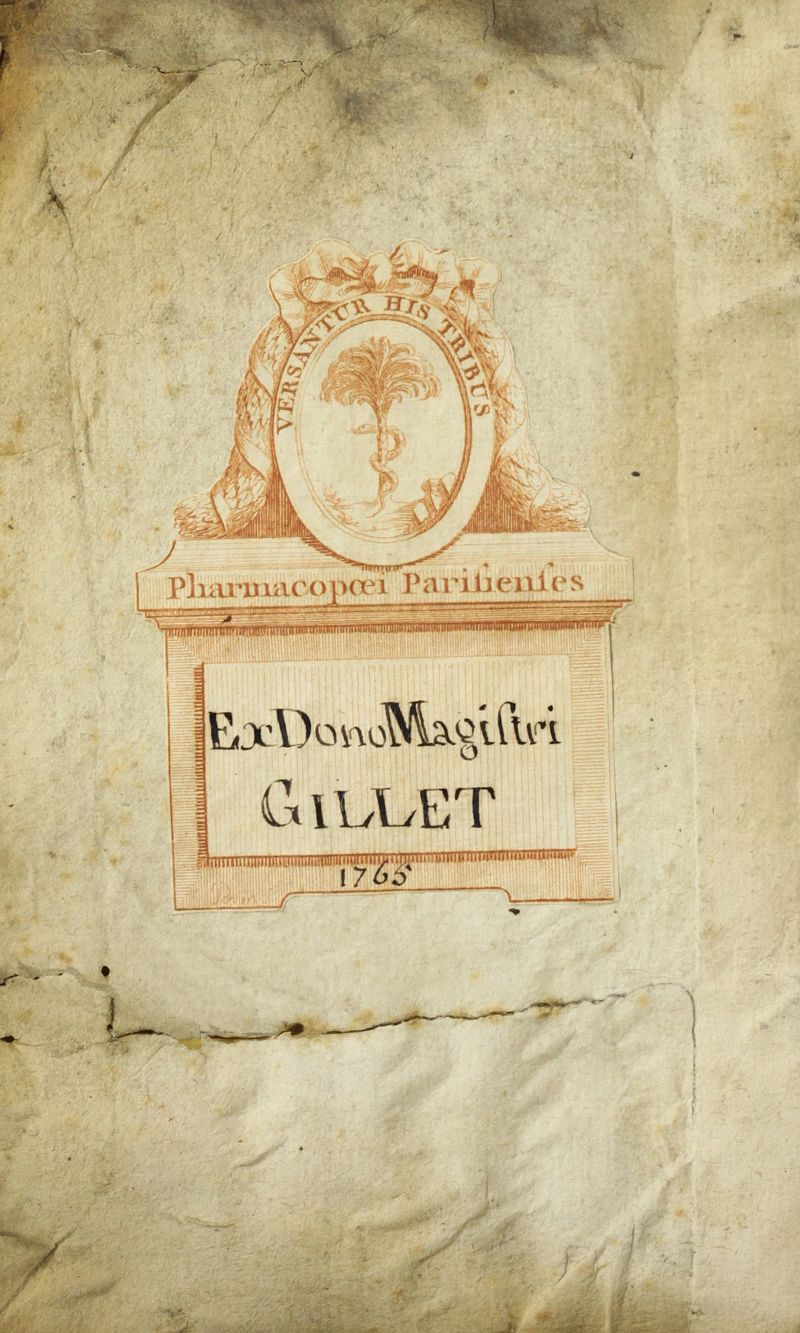 VERSANTUR HIS TRIBUS
Pharmacopœi Pariſienſes
Ex Dono Magiſtri
GILLET
1765